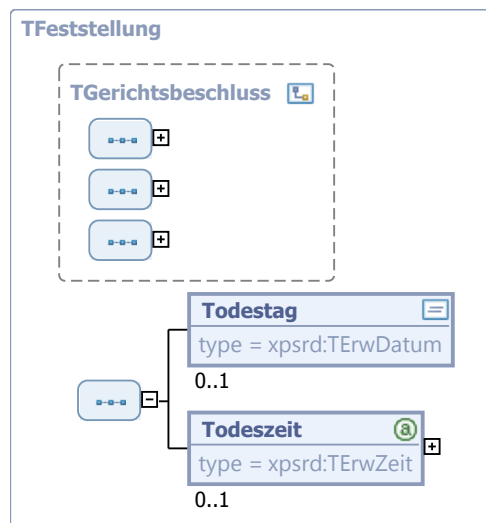 TFeststellung
TGerichtsbeschluss
Todestag
type = xpsrd:TErwDatum
0..1
Todeszeit @
type = xpsrd:TErwZeit
0..1